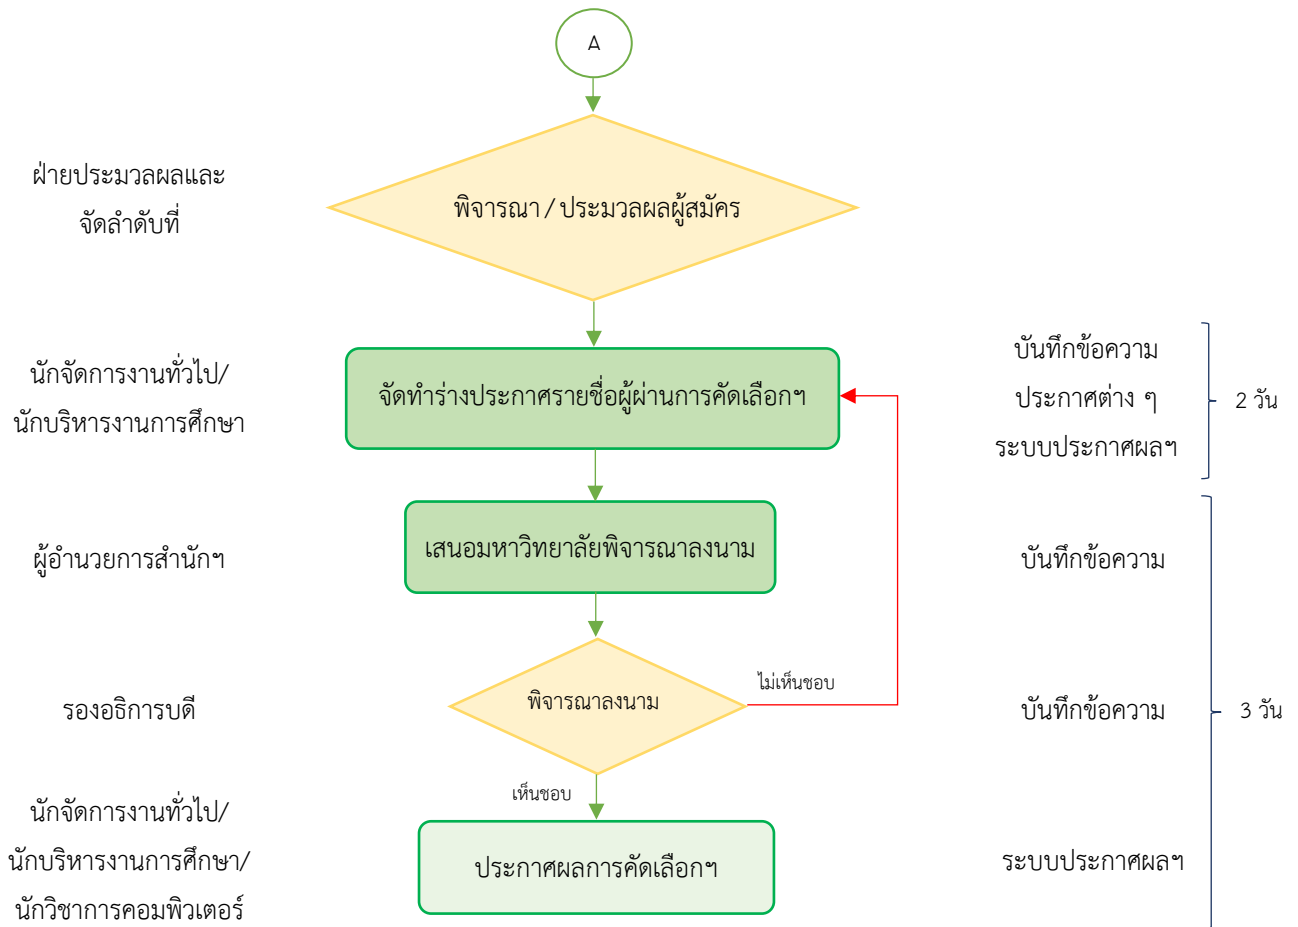 A
ฝ่ายประมวลผลและ
จัดลำดับที่
พิจารณา / ประมวลผลผู้สมัคร
นักจัดการงานทั่วไป/
นักบริหารงานการศึกษา
จัดทำร่างประกาศรายชื่อผู้ผ่านการคัดเลือกฯ
บันทึกข้อความ
ประกาศต่าง ๆ
ระบบประกาศผลฯ
2 วัน
ผู้อำนวยการสำนักฯ
เสนอมหาวิทยาลัยพิจารณาลงนาม
บันทึกข้อความ
รองอธิการบดี
พิจารณาลงนาม
ไม่เห็นชอบ
บันทึกข้อความ
3 วัน
เห็นชอบ
นักจัดการงานทั่วไป/
นักบริหารงานการศึกษา/
นักวิชาการคอมพิวเตอร์
ประกาศผลการคัดเลือกฯ
ระบบประกาศผลฯ